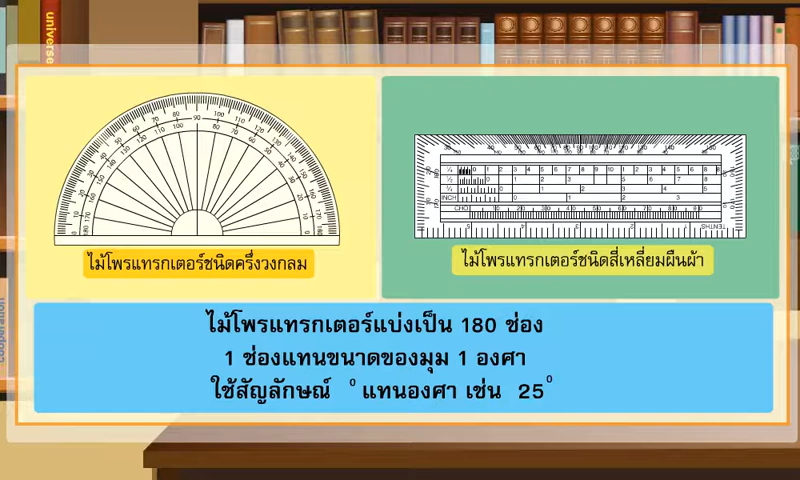 universe
ไม้โพรแทรกเตอร์ชนิดครึ่งวงกลม
ไม้โพรแทรกเตอร์ชนิดสี่เหลี่ยมผืนผ้า
ไม้โพรแทรกเตอร์แบ่งเป็น 180 ช่อง
1 ช่องแทนขนาดของมุม 1 องศา
ใช้สัญลักษณ์ ⁰ แทนองศา เช่น 25⁰